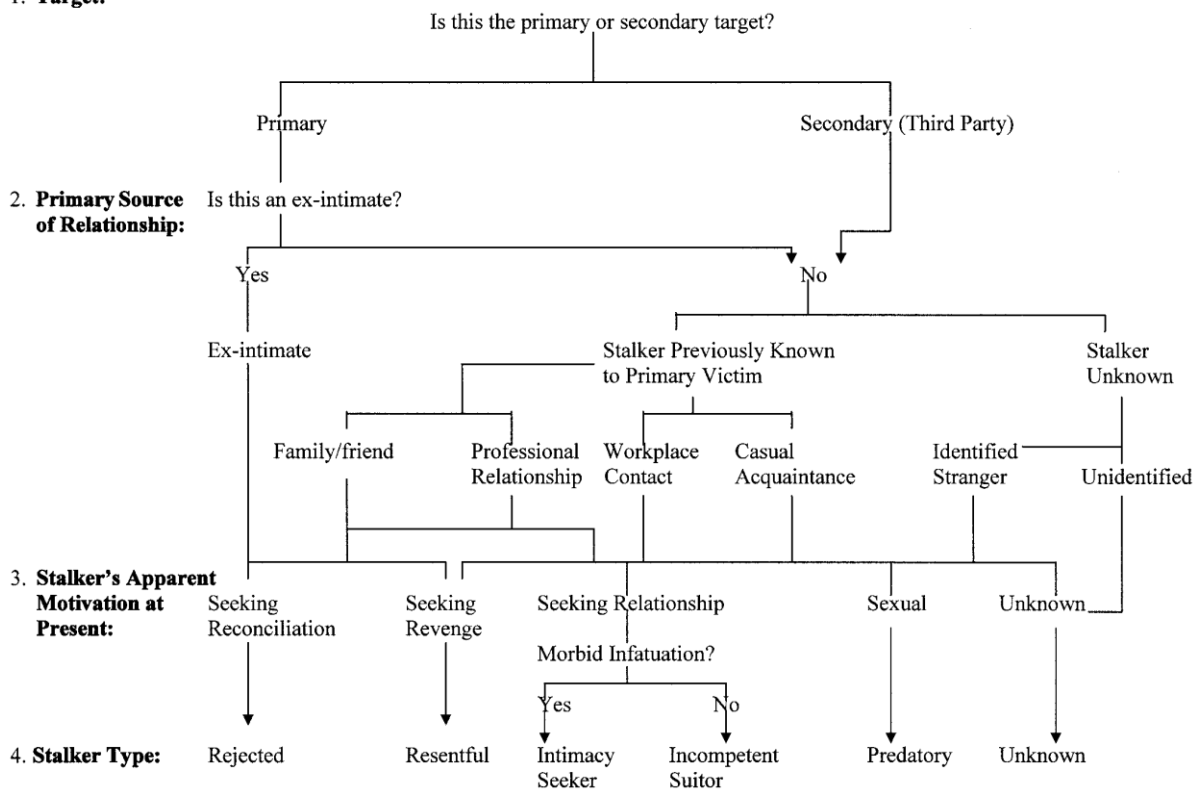 1. Target:
Is this the primary or secondary target?
Primary
Secondary (Third Party)
2. Primary Source
of Relationship:
Is this an ex-intimate?
Yes
No
Ex-intimate
Stalker Previously Known
to Primary Victim
Stalker
Unknown
Family/friend
Professional
Relationship
Workplace
Contact
Casual
Acquaintance
Identified
Stranger
Unidentified
3. Stalker's Apparent
Motivation at
Present:
Seeking
Reconciliation
Seeking
Revenge
Seeking Relationship
Sexual
Unknown
Morbid Infatuation?
Yes
No
4. Stalker Type:
Rejected
Resentful
Intimacy
Seeker
Incompetent
Suitor
Predatory
Unknown